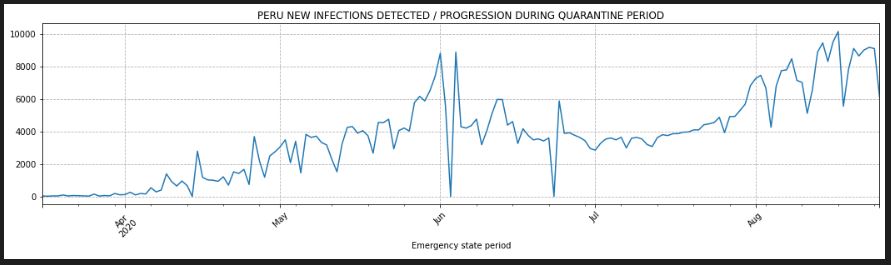 PERU NEW INFECTIONS DETECTED / PROGRESSION DURING QUARANTINE PERIOD
10000
8000
6000
4000
2000
0
Apr
2020
May
Jun
Jul
Aug
Emergency state period